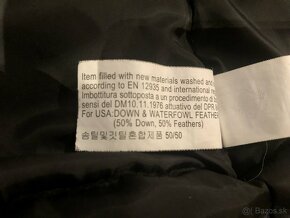 Item filled with new materials washed and
according to EN 12935 and international re
Imbottitura sottoposta a un procedimento di bo
sensi del DM10.11.1976 attuativo del DPR
For USA:DOWN & WATERFOWL FEATHER
(50% Down, 50% Feathers)
솜털및깃털혼합제품 50/50
bazos.sk